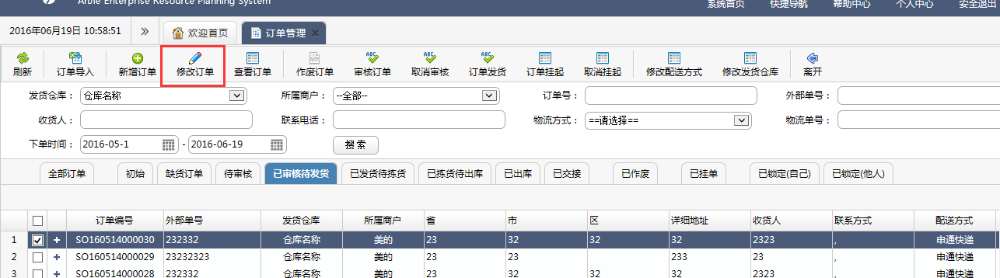 Arbie Enterprise Resource Planning System
系统首页 快捷导航 帮助中心 个人中心 安全退出
2016年06月19日 10:58:51 » 欢迎首页 订单管理 ×
刷新 订单导入 新增订单 修改订单 查看订单 作废订单 审核订单 取消审核 订单发货 订单挂起 取消挂起 修改配送方式 修改发货仓库 离开
发货仓库： 仓库名称 所属商户： --全部-- 订单号： 外部单号：
收货人： 联系电话： 物流方式： ==请选择== 物流单号：
下单时间： 2016-05-1 - 2016-06-19 搜 索
全部订单 初始 缺货订单 待审核 已审核待发货 已发货待拣货 已拣货待出库 已出库 已交接 已作废 已挂单 已锁定(自己) 已锁定(他人)
订单编号 外部单号 发货仓库 所属商户 省 市 区 详细地址 收货人 联系方式 配送方式
1 + SO160514000030 232332 仓库名称 美的 23 32 32 32 2323 , 申通快递
2 + SO160514000029 23232323 仓库名称 美的 23 23 233 23 , 申通快递
3 + SO160514000028 232332 仓库名称 美的 23 32 32 32 2323 , 申通快递